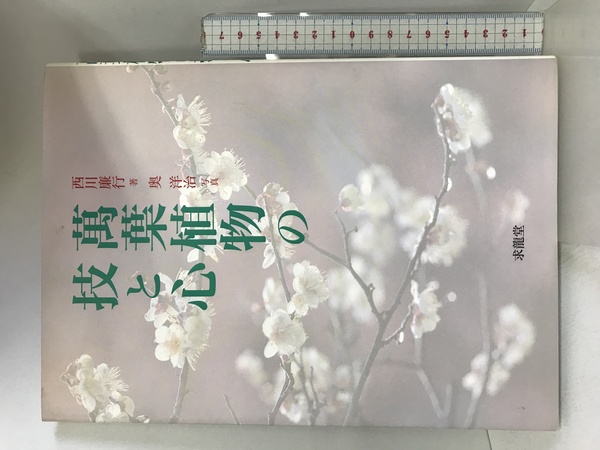 萬葉植物の
技と心
西川廉行 著
奥 洋治 写真
求龍堂